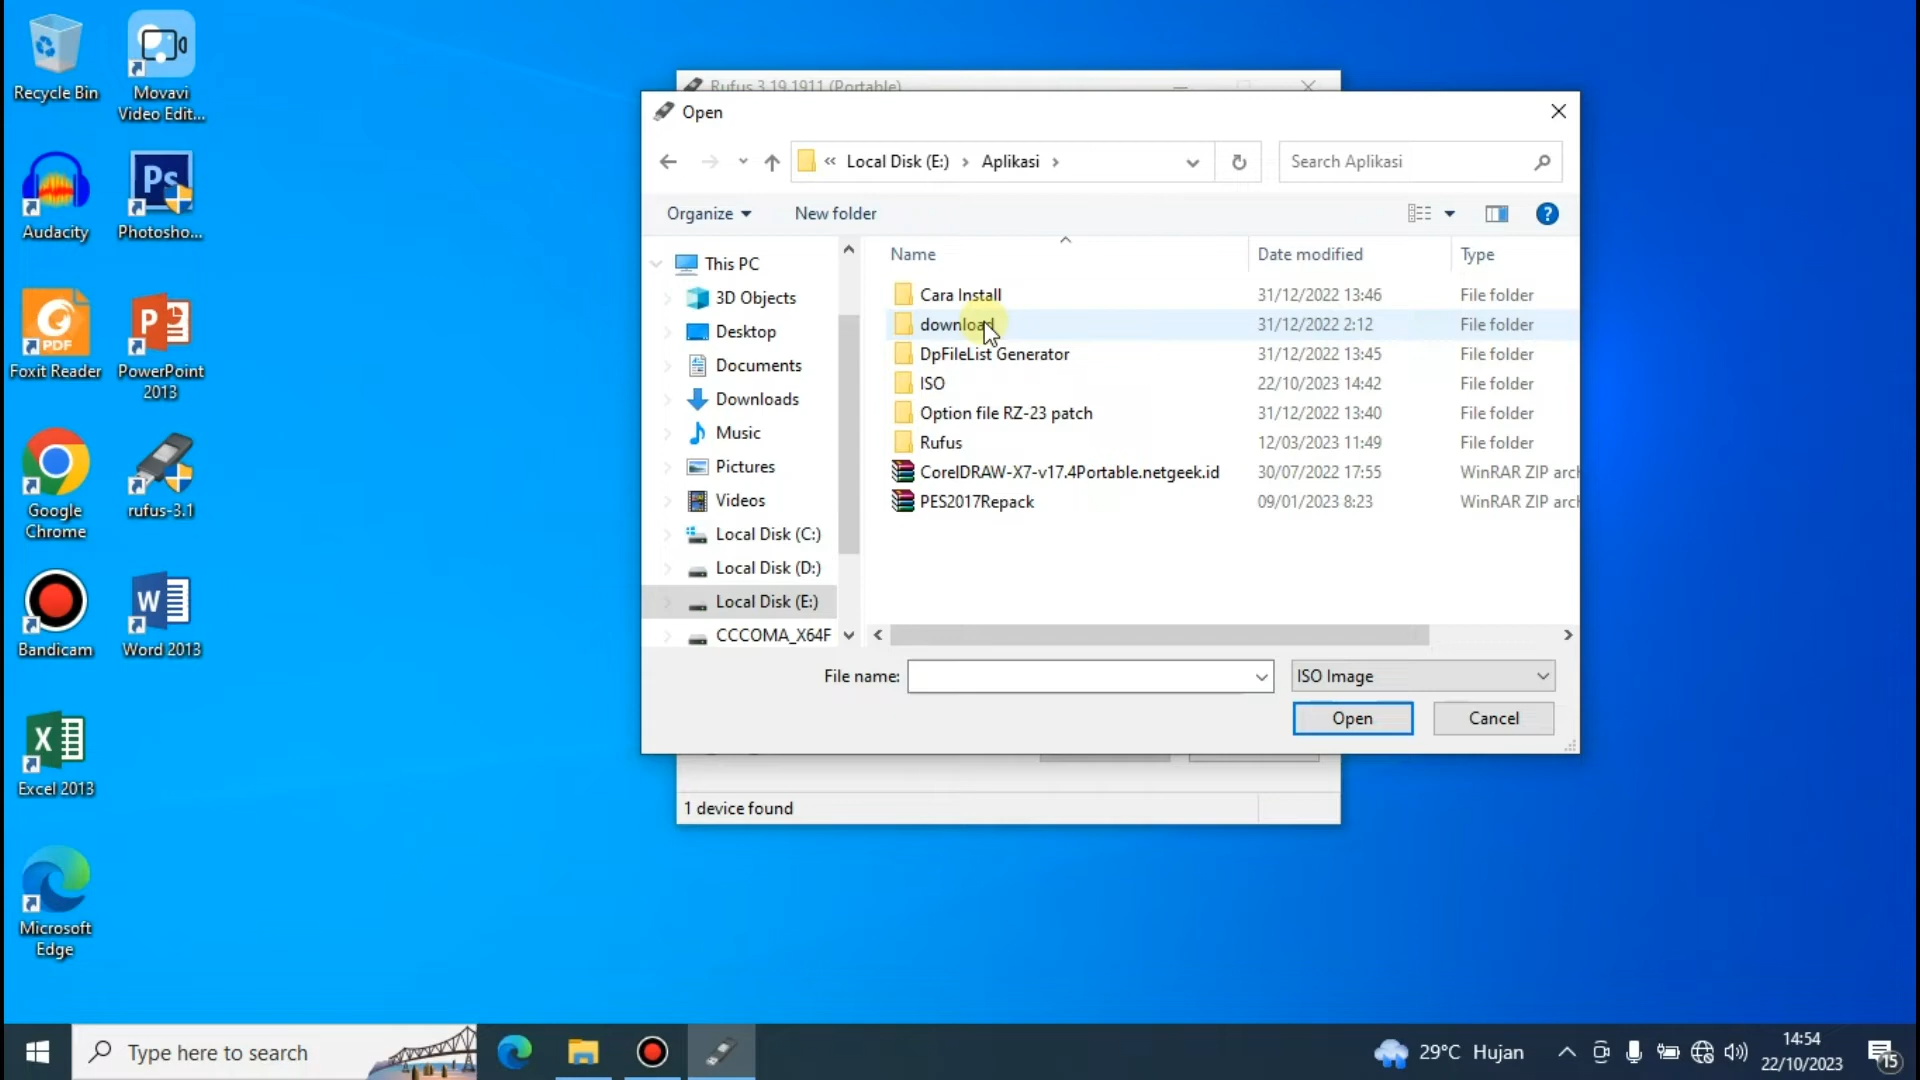 Recycle Bin
Movavi
Video Edit...
Audacity
Photosho...
Foxit Reader
PowerPoint
2013
Google
Chrome
rufus-3.1
Bandicam
Word 2013
Excel 2013
Microsoft
Edge
Rufus 3.19.1911 (Portable)
Open
« Local Disk (E:) › Aplikasi ›
Search Aplikasi
Organize
New folder
This PC
3D Objects
Desktop
Documents
Downloads
Music
Pictures
Videos
Local Disk (C:)
Local Disk (D:)
Local Disk (E:)
CCCOMA_X64F
Name Date modified Type
Cara Install 31/12/2022 13:46 File folder
download 31/12/2022 2:12 File folder
DpFileList Generator 31/12/2022 13:45 File folder
ISO 22/10/2023 14:42 File folder
Option file RZ-23 patch 31/12/2022 13:40 File folder
Rufus 12/03/2023 11:49 File folder
CorelDRAW-X7-v17.4Portable.netgeek.id 30/07/2022 17:55 WinRAR ZIP arch
PES2017Repack 09/01/2023 8:23 WinRAR ZIP arch
File name:
ISO Image
Open
Cancel
1 device found
Type here to search
29°C Hujan
14:54
22/10/2023
15